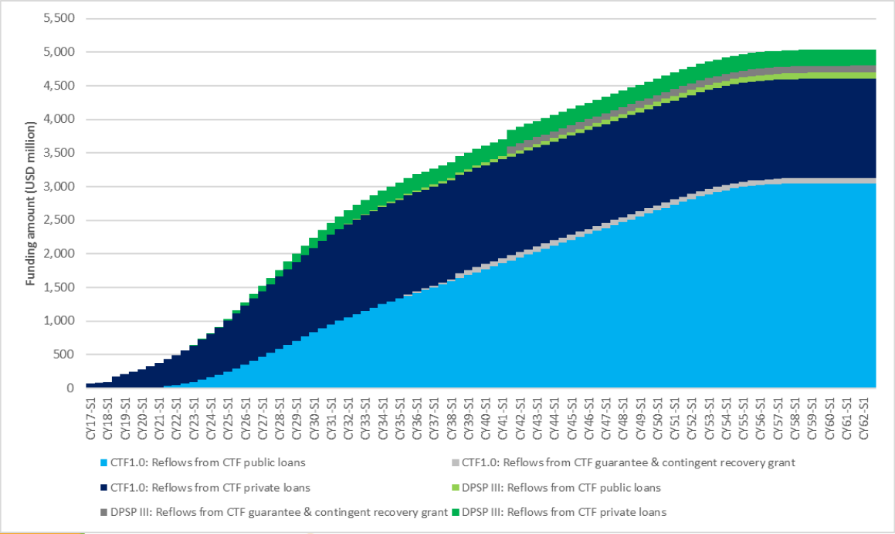 5,500
5,000
4,500
4,000
3,500
3,000
2,500
2,000
1,500
1,000
500
0
Funding amount (USD million)
CY17-S1
CY18-S1
CY19-S1
CY20-S1
CY21-S1
CY22-S1
CY23-S1
CY24-S1
CY25-S1
CY26-S1
CY27-S1
CY28-S1
CY29-S1
CY30-S1
CY31-S1
CY32-S1
CY33-S1
CY34-S1
CY35-S1
CY36-S1
CY37-S1
CY38-S1
CY39-S1
CY40-S1
CY41-S1
CY42-S1
CY43-S1
CY44-S1
CY45-S1
CY46-S1
CY47-S1
CY48-S1
CY49-S1
CY50-S1
CY51-S1
CY52-S1
CY53-S1
CY54-S1
CY55-S1
CY56-S1
CY57-S1
CY58-S1
CY59-S1
CY60-S1
CY61-S1
CY62-S1
CTF1.0: Reflows from CTF public loans
CTF1.0: Reflows from CTF guarantee & contingent recovery grant
CTF1.0: Reflows from CTF private loans
DPSP III: Reflows from CTF public loans
DPSP III: Reflows from CTF guarantee & contingent recovery grant
DPSP III: Reflows from CTF private loans